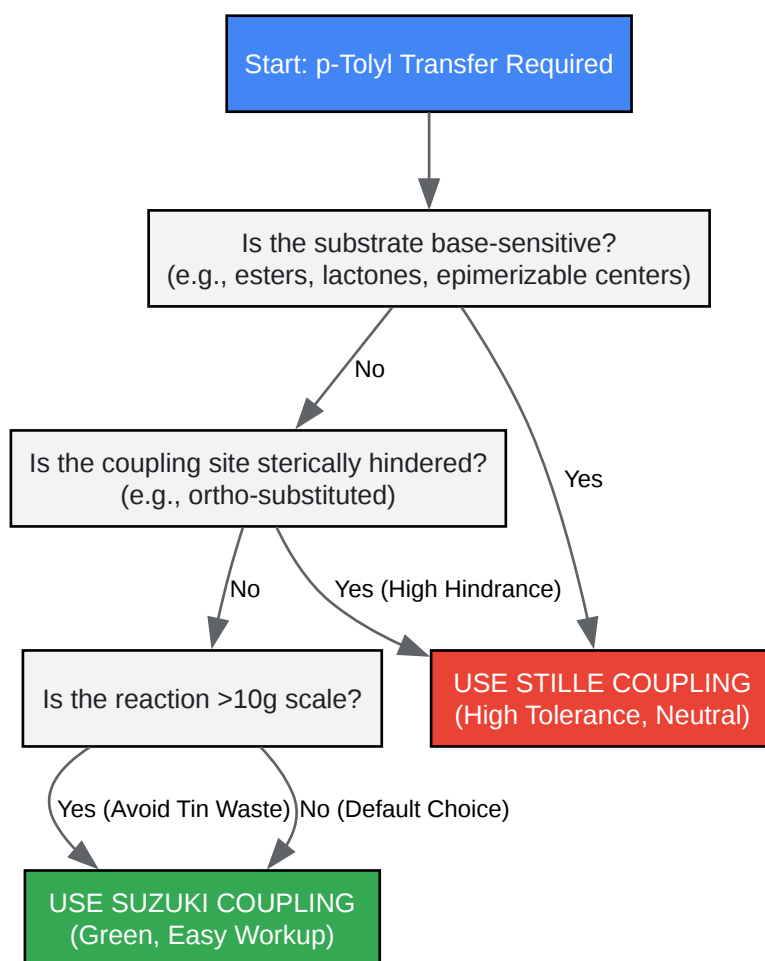 Start: p-Tolyl Transfer Required
Is the substrate base-sensitive?
(e.g., esters, lactones, epimerizable centers)
No
Yes
Is the coupling site sterically hindered?
(e.g., ortho-substituted)
No
Yes (High Hindrance)
Is the reaction >10g scale?
USE STILLE COUPLING
(High Tolerance, Neutral)
Yes (Avoid Tin Waste)
No (Default Choice)
USE SUZUKI COUPLING
(Green, Easy Workup)